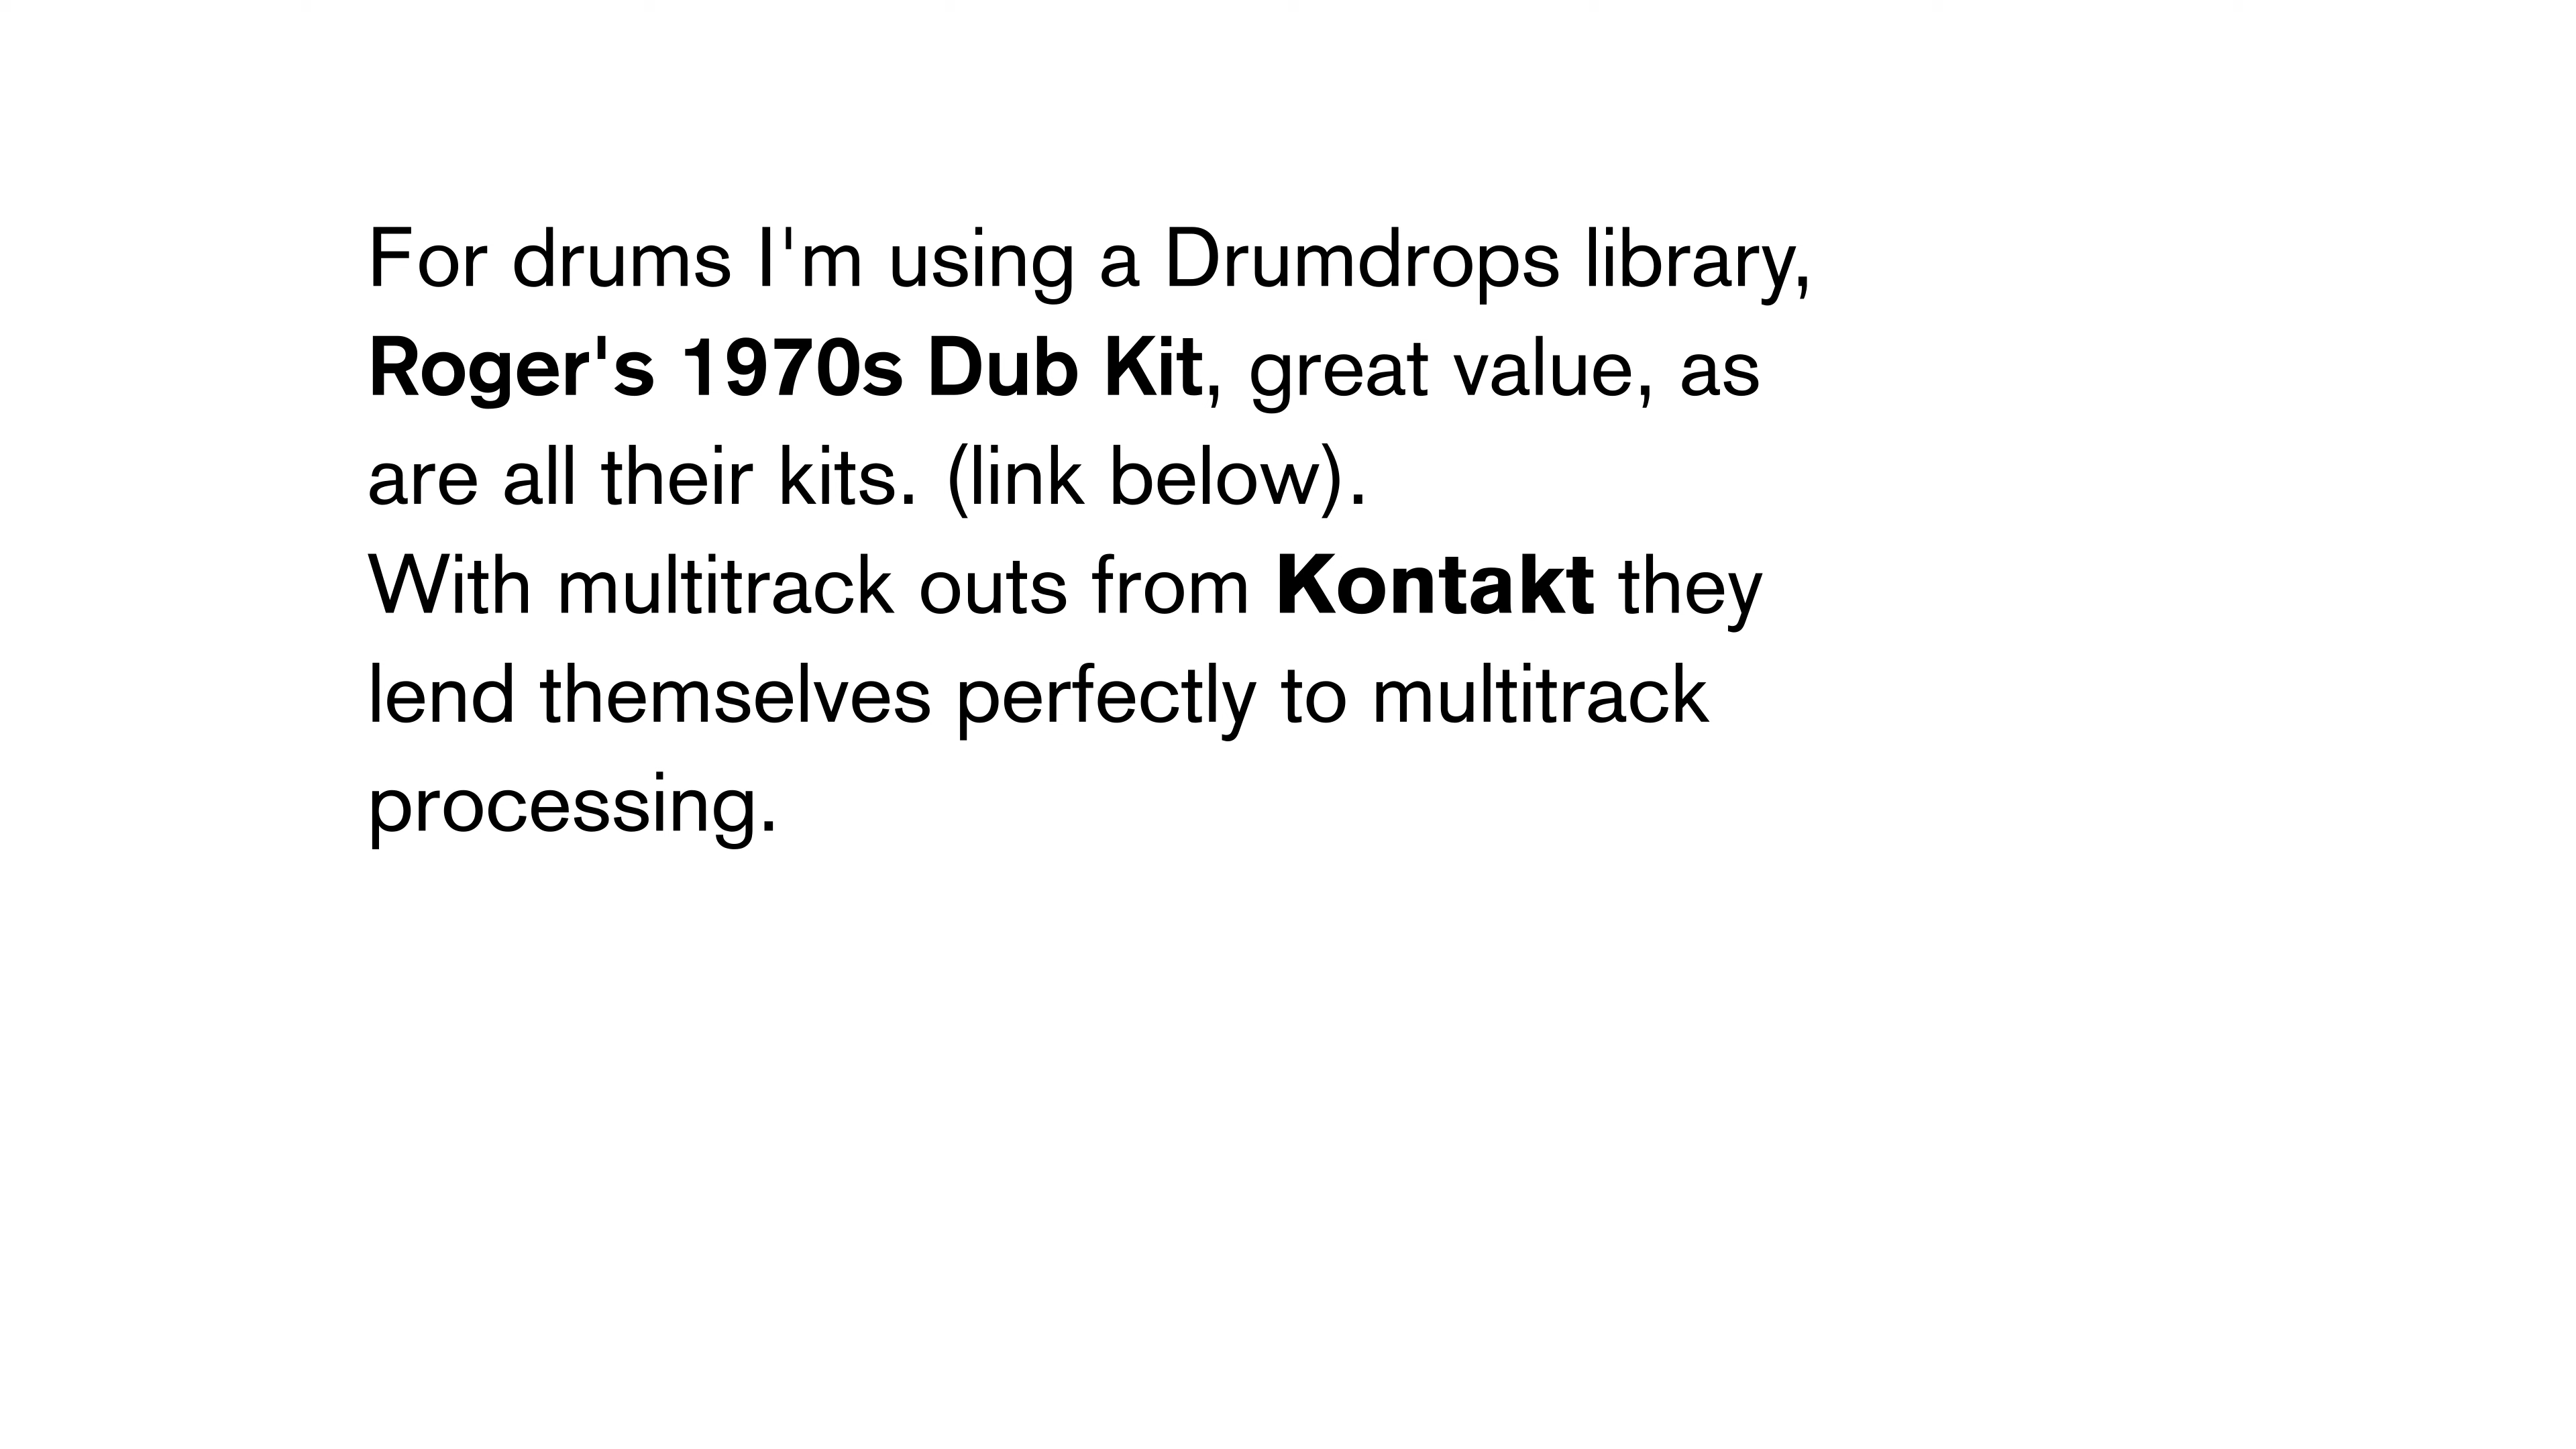 For drums I'm using a Drumdrops library,
Roger's 1970s Dub Kit, great value, as
are all their kits. (link below).
With multitrack outs from Kontakt they
lend themselves perfectly to multitrack
processing.